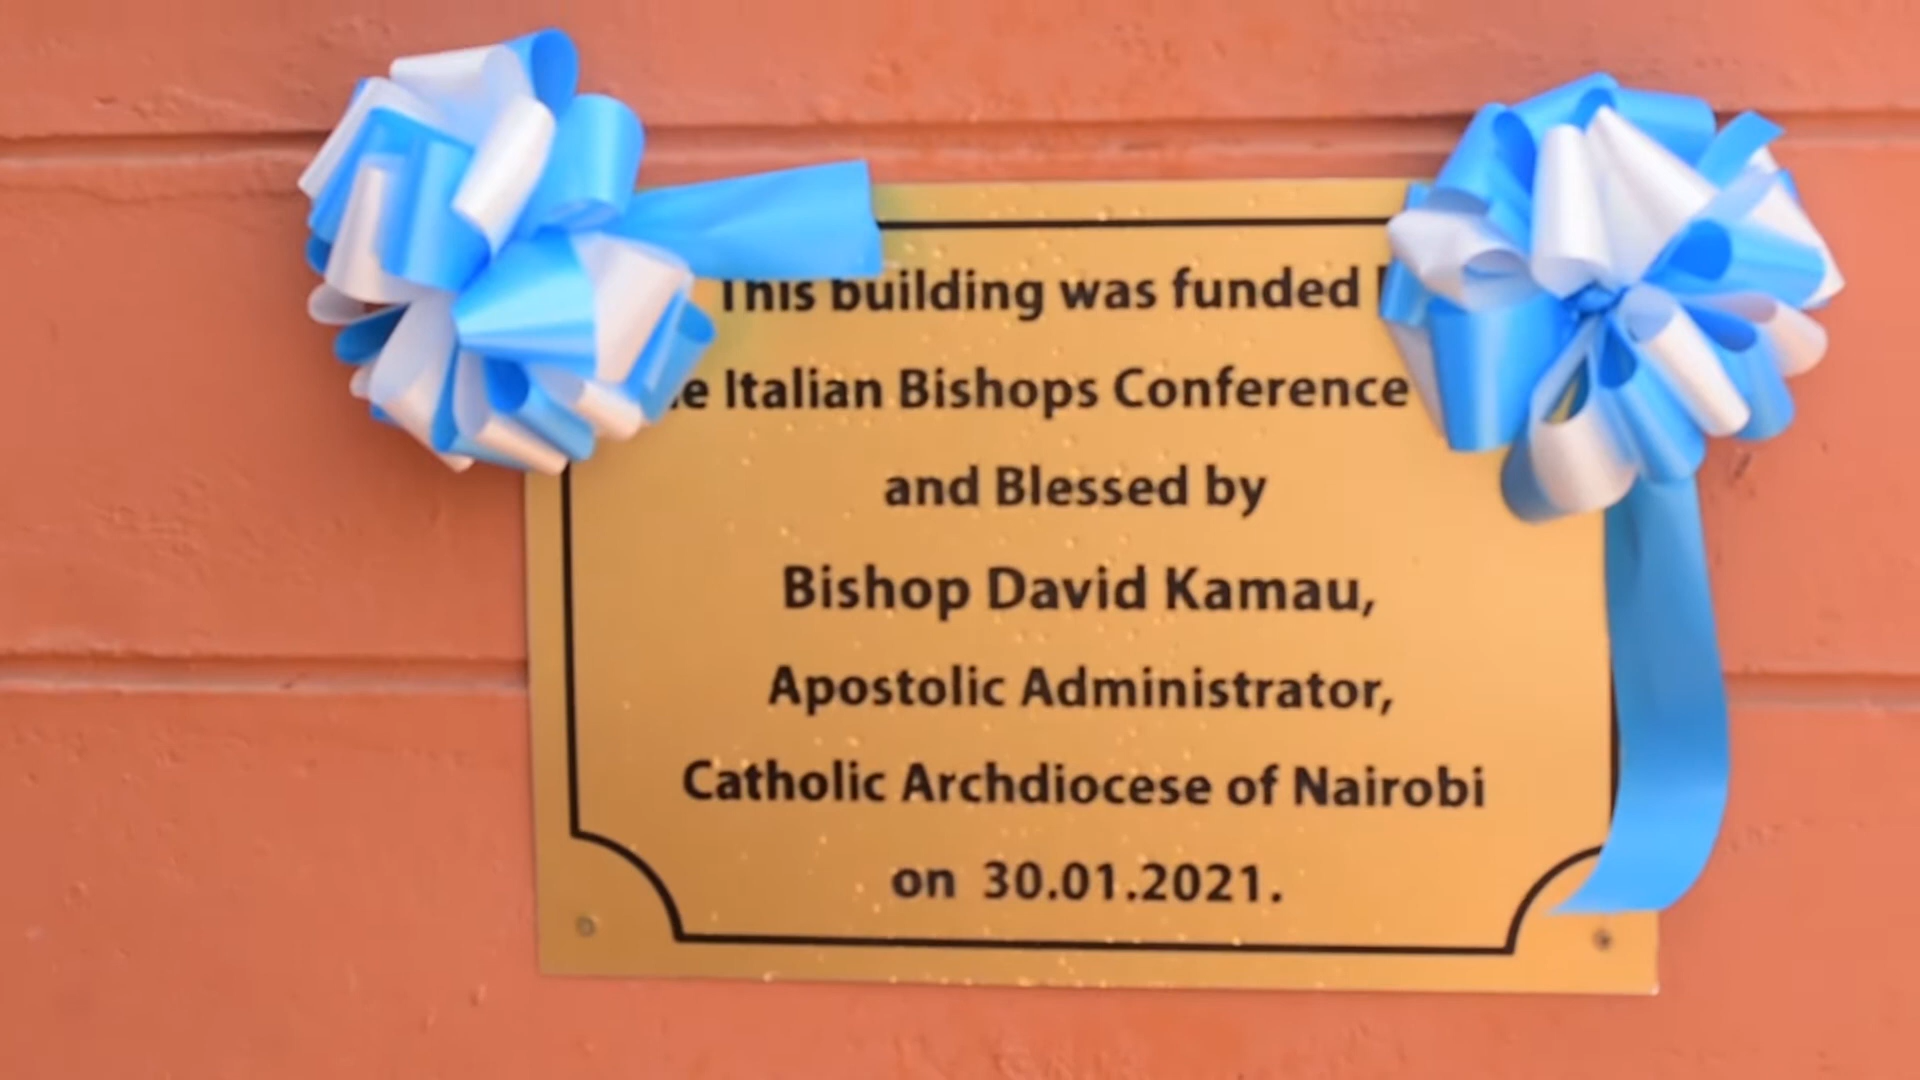 This building was funded
Italian Bishops Conference
and Blessed by
Bishop David Kamau,
Apostolic Administrator,
Catholic Archdiocese of Nairobi
on 30.01.2021.